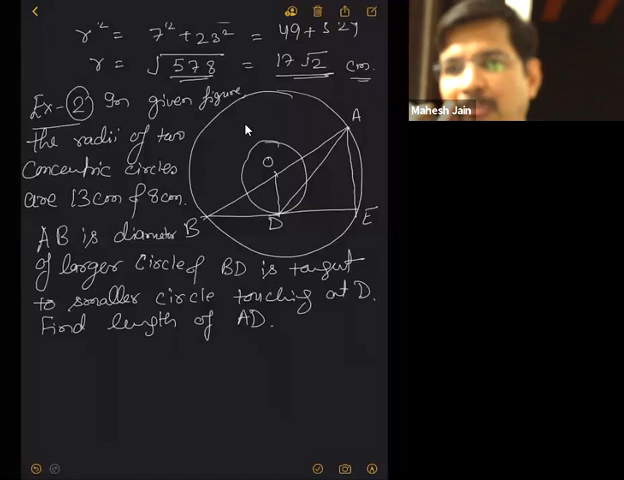 r² = 7² + 23² = 49 + 529
r = √578 = 17√2 cm.
Ex-② In given figure
the radii of two
concentric circles
are 13cm & 8cm.
AB is diameter
of larger circle & BD is tangent
to smaller circle touching at D.
Find length of AD.
A
O
B
D
E
Mahesh Jain